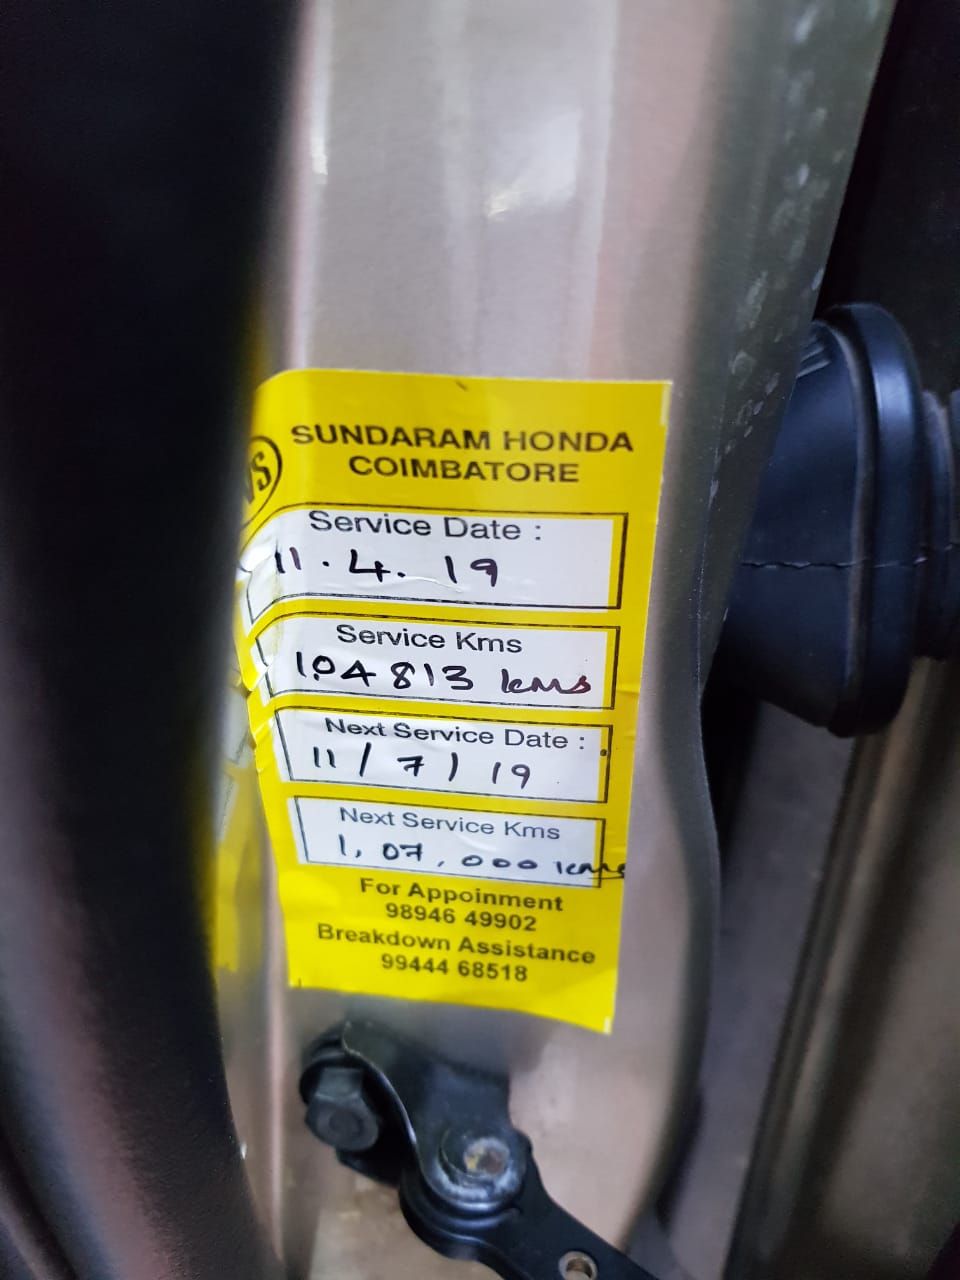 SUNDARAM HONDA
COIMBATORE
Service Date :
11.4.19
Service Kms
104813 kms
Next Service Date :
11/7/19
Next Service Kms
1,07,000 kms
For Appoinment
98946 49902
Breakdown Assistance
99444 68518